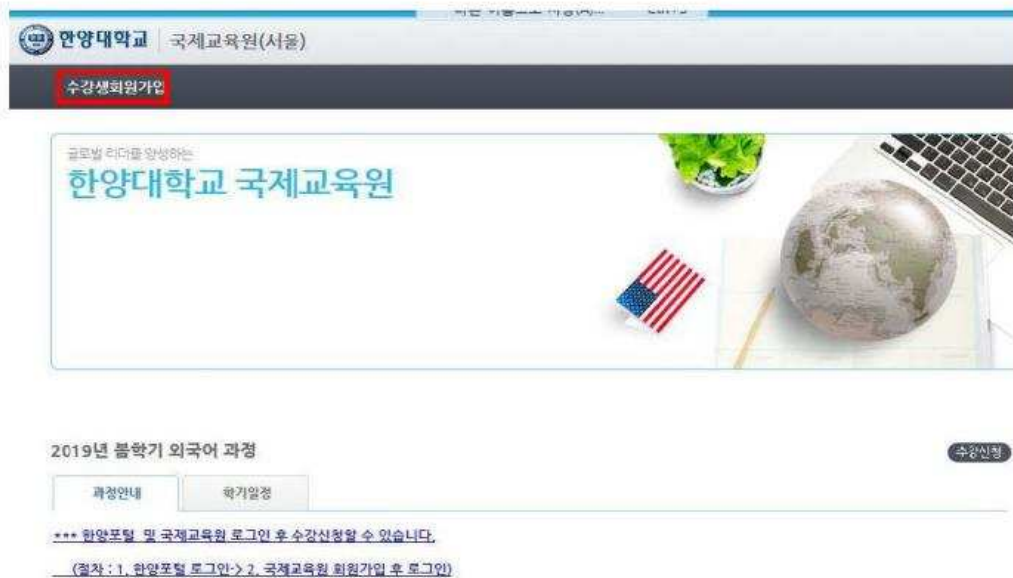 한양대학교 국제교육원(서울)
수강생회원가입
글로벌 리더를 양성하는
한양대학교 국제교육원
2019년 봄학기 외국어 과정
수강신청
과정안내 학기일정
*** 한양포털 및 국제교육원 로그인 후 수강신청할 수 있습니다.
(절차 : 1. 한양포털 로그인-> 2. 국제교육원 회원가입 후 로그인)